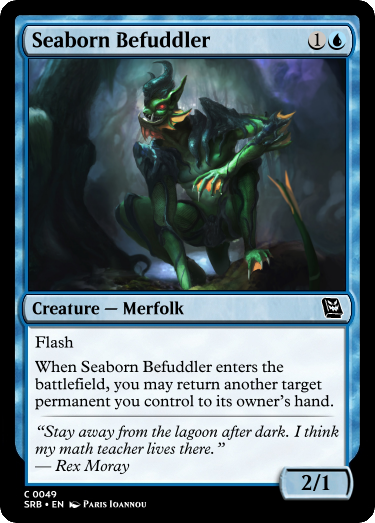 Seaborn Befuddler 1
Creature — Merfolk
Flash
When Seaborn Befuddler enters the
battlefield, you may return another target
permanent you control to its owner's hand.
“Stay away from the lagoon after dark. I think
my math teacher lives there.”
— Rex Moray
2/1
C 0049
SRB • EN Paris Ioannou